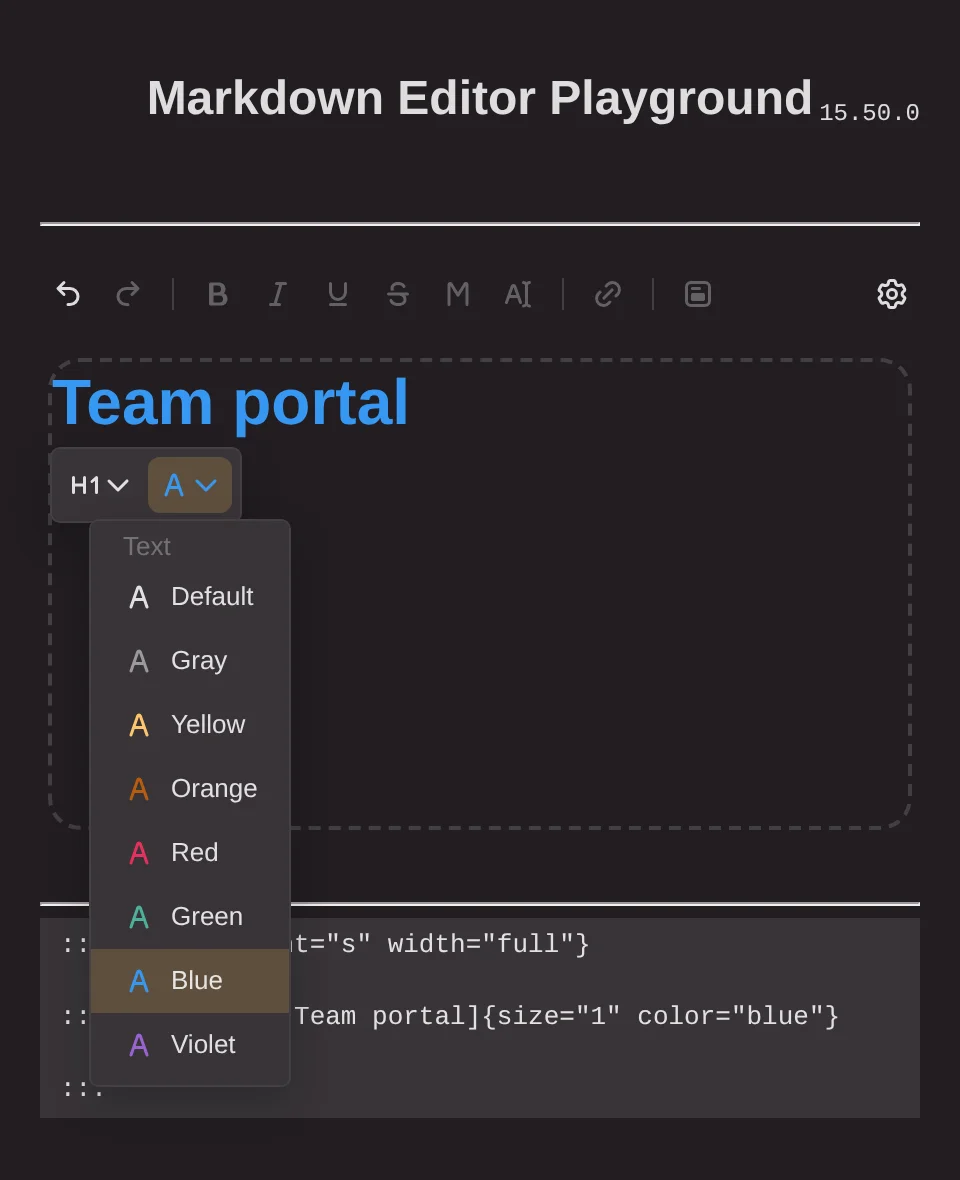 Markdown Editor Playground 15.50.0
Team portal
H1 A
Text
A Default
A Gray
A Yellow
A Orange
A Red
A Green
A Blue
A Violet
width="full"}
Team portal]{size="1" color="blue"}
:::